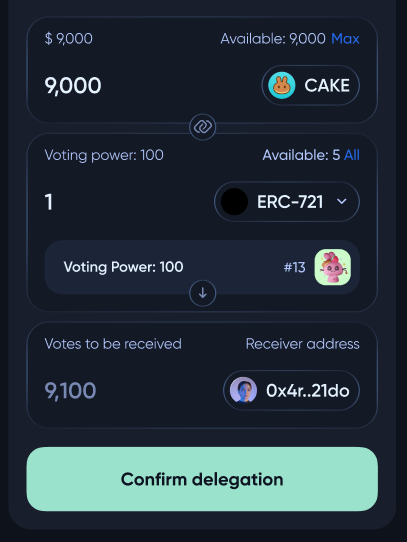 $ 9,000 Available: 9,000 Max
9,000 CAKE
Voting power: 100 Available: 5 All
1 ERC-721
Voting Power: 100 #13
Votes to be received Receiver address
9,100 0x4r..21do
Confirm delegation